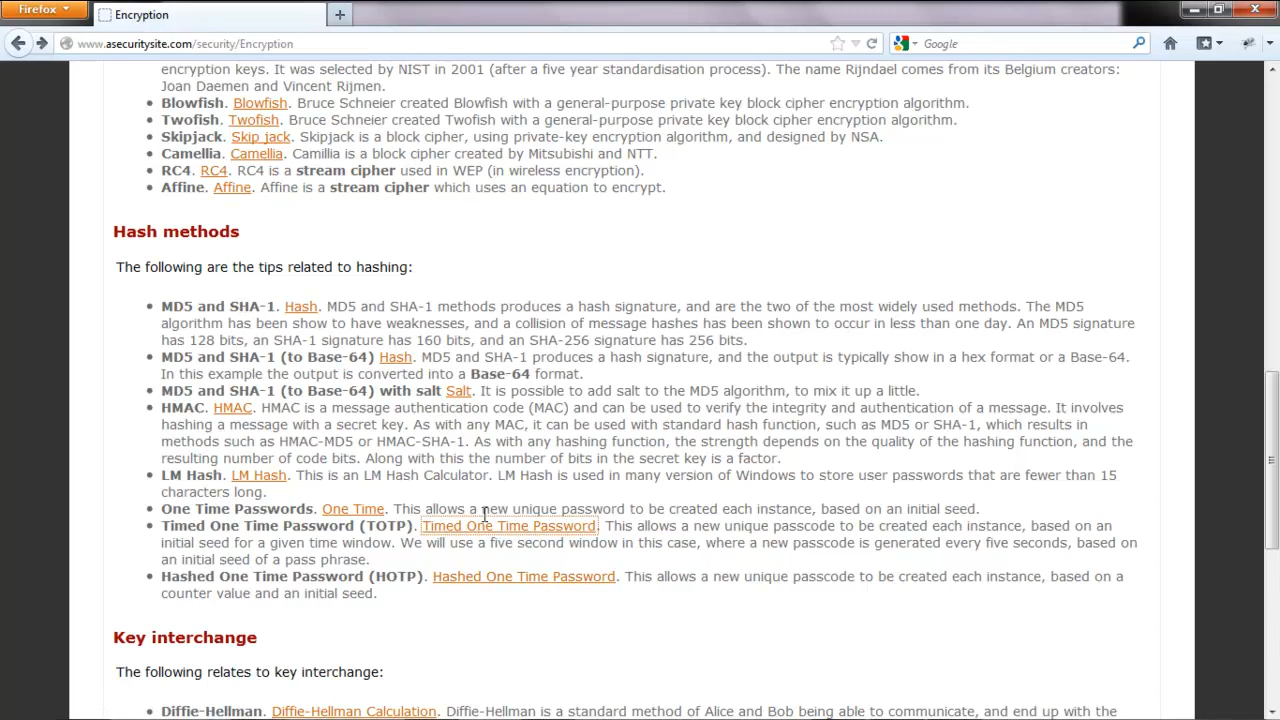 Firefox
Encryption
www.asecuritysite.com/security/Encryption
Google
encryption keys. It was selected by NIST in 2001 (after a five year standardisation process). The name Rijndael comes from its Belgium creators:
Joan Daemen and Vincent Rijmen.
Blowfish. Blowfish. Bruce Schneier created Blowfish with a general-purpose private key block cipher encryption algorithm.
Twofish. Twofish. Bruce Schneier created Twofish with a general-purpose private key block cipher encryption algorithm.
Skipjack. Skip jack. Skipjack is a block cipher, using private-key encryption algorithm, and designed by NSA.
Camellia. Camellia. Camillia is a block cipher created by Mitsubishi and NTT.
RC4. RC4. RC4 is a stream cipher used in WEP (in wireless encryption).
Affine. Affine. Affine is a stream cipher which uses an equation to encrypt.
Hash methods
The following are the tips related to hashing:
MD5 and SHA-1. Hash. MD5 and SHA-1 methods produces a hash signature, and are the two of the most widely used methods. The MD5
algorithm has been show to have weaknesses, and a collision of message hashes has been shown to occur in less than one day. An MD5 signature
has 128 bits, an SHA-1 signature has 160 bits, and an SHA-256 signature has 256 bits.
MD5 and SHA-1 (to Base-64) Hash. MD5 and SHA-1 produces a hash signature, and the output is typically show in a hex format or a Base-64.
In this example the output is converted into a Base-64 format.
MD5 and SHA-1 (to Base-64) with salt Salt. It is possible to add salt to the MD5 algorithm, to mix it up a little.
HMAC. HMAC. HMAC is a message authentication code (MAC) and can be used to verify the integrity and authentication of a message. It involves
hashing a message with a secret key. As with any MAC, it can be used with standard hash function, such as MD5 or SHA-1, which results in
methods such as HMAC-MD5 or HMAC-SHA-1. As with any hashing function, the strength depends on the quality of the hashing function, and the
resulting number of code bits. Along with this the number of bits in the secret key is a factor.
LM Hash. LM Hash. This is an LM Hash Calculator. LM Hash is used in many version of Windows to store user passwords that are fewer than 15
characters long.
One Time Passwords. One Time. This allows a new unique password to be created each instance, based on an initial seed.
Timed One Time Password (TOTP). Timed One Time Password. This allows a new unique passcode to be created each instance, based on an
initial seed for a given time window. We will use a five second window in this case, where a new passcode is generated every five seconds, based on
an initial seed of a pass phrase.
Hashed One Time Password (HOTP). Hashed One Time Password. This allows a new unique passcode to be created each instance, based on a
counter value and an initial seed.
Key interchange
The following relates to key interchange:
Diffie-Hellman. Diffie-Hellman Calculation. Diffie-Hellman is a standard method of Alice and Bob being able to communicate, and end up with the